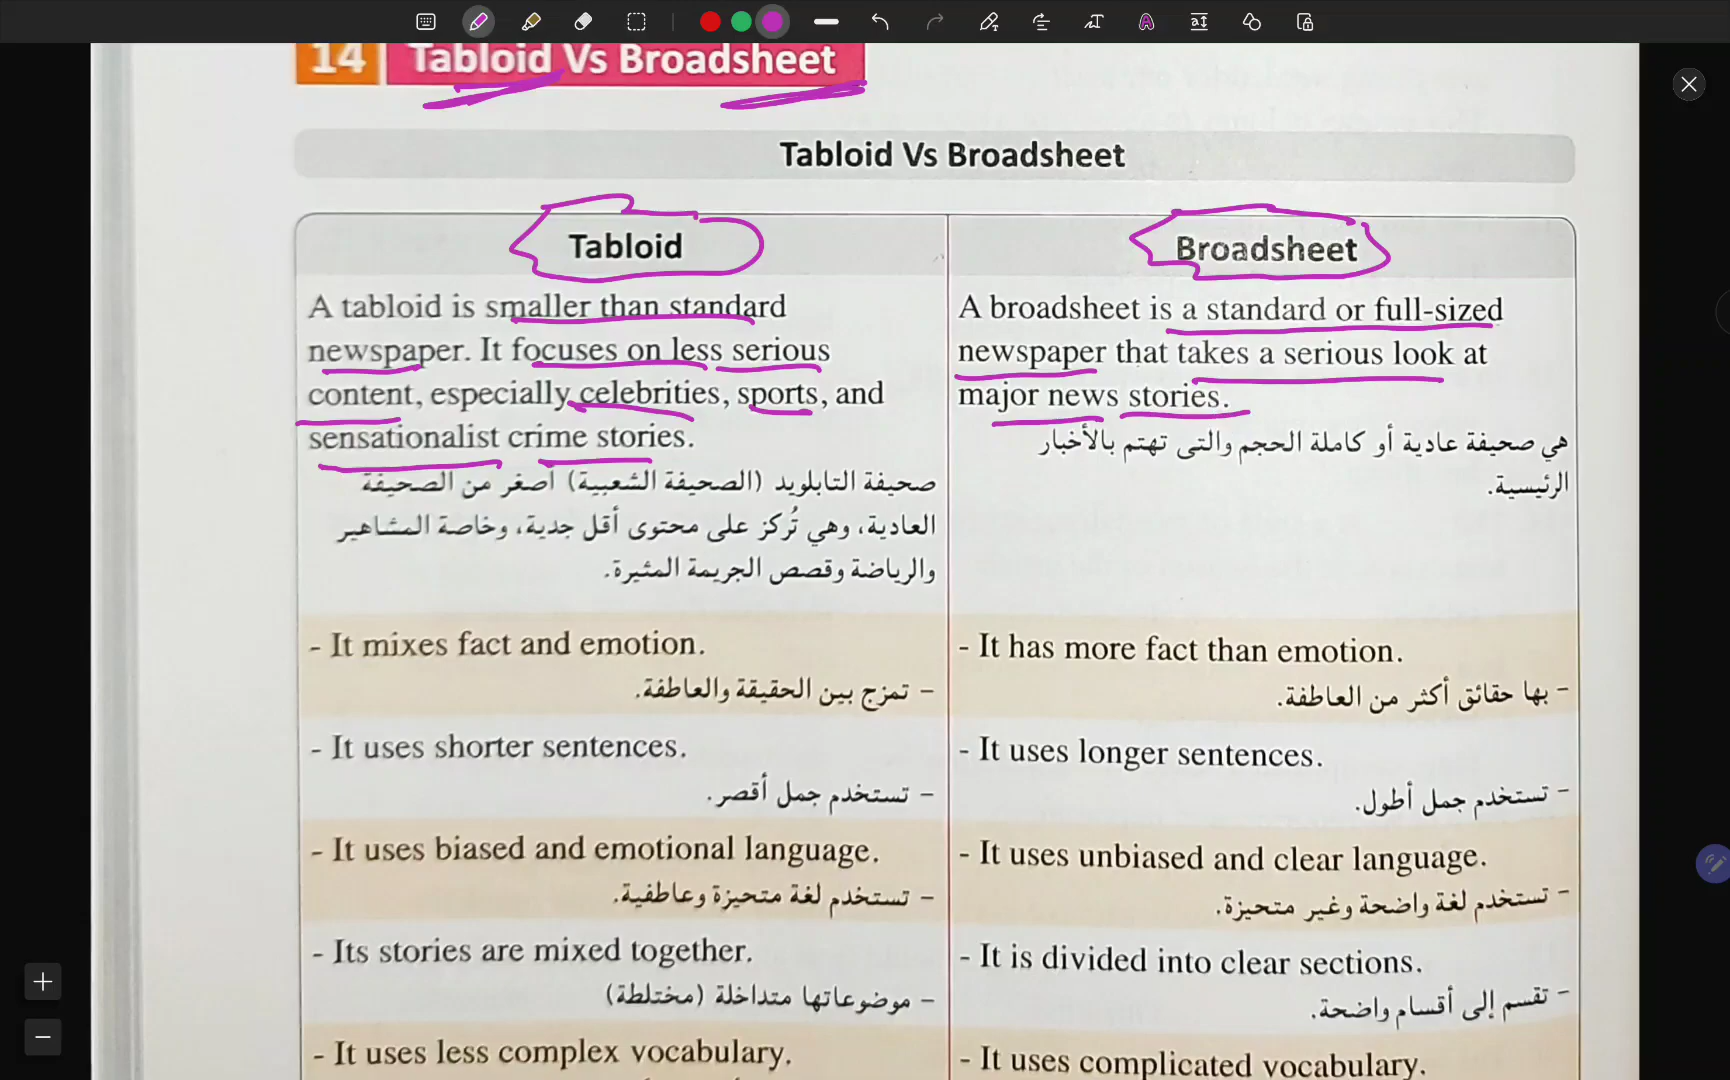 14 Tabloid Vs Broadsheet
Tabloid Vs Broadsheet
Tabloid
A tabloid is smaller than standard
newspaper. It focuses on less serious
content, especially celebrities, sports, and
sensationalist crime stories.
صحيفة التابلويد (الصحيفة الشعبية) أصغر من الصحيفة
العادية، وهي تُركز على محتوى أقل جدية، وخاصة المشاهير
والرياضة وقصص الجريمة المثيرة.
Broadsheet
A broadsheet is a standard or full-sized
newspaper that takes a serious look at
major news stories.
هي صحيفة عادية أو كاملة الحجم والتى تهتم بالأخبار
الرئيسية.
- It mixes fact and emotion.
- تمزج بين الحقيقة والعاطفة.
- It has more fact than emotion.
- بها حقائق أكثر من العاطفة.
- It uses shorter sentences.
- تستخدم جمل أقصر.
- It uses longer sentences.
- تستخدم جمل أطول.
- It uses biased and emotional language.
- تستخدم لغة متحيزة وعاطفية.
- It uses unbiased and clear language.
- تستخدم لغة واضحة وغير متحيزة.
- Its stories are mixed together.
- موضوعاتها متداخلة (مختلطة)
- It is divided into clear sections.
- تقسم إلى أقسام واضحة.
- It uses less complex vocabulary.
- It uses complicated vocabulary.